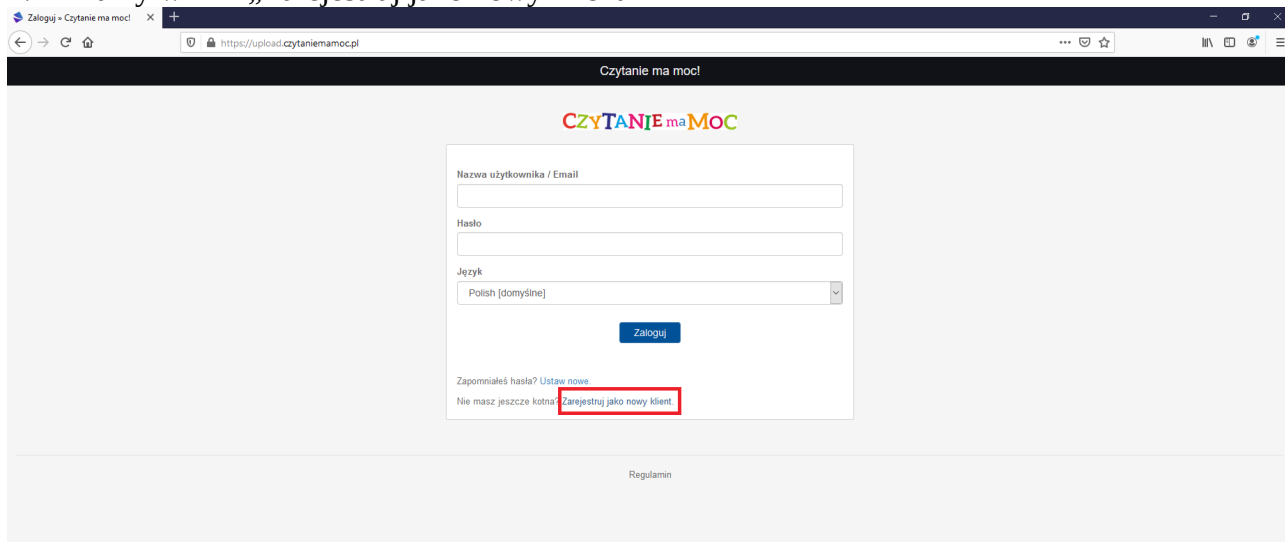 Zaloguj » Czytanie ma moc!
https://upload.czytaniemamoc.pl
Czytanie ma moc!
CZYTANIE ma MOC
Nazwa użytkownika / Email
Hasło
Język
Polish [domyślne]
Zaloguj
Zapomniałeś hasła? Ustaw nowe.
Nie masz jeszcze kotna? Zarejestruj jako nowy klient.
Regulamin